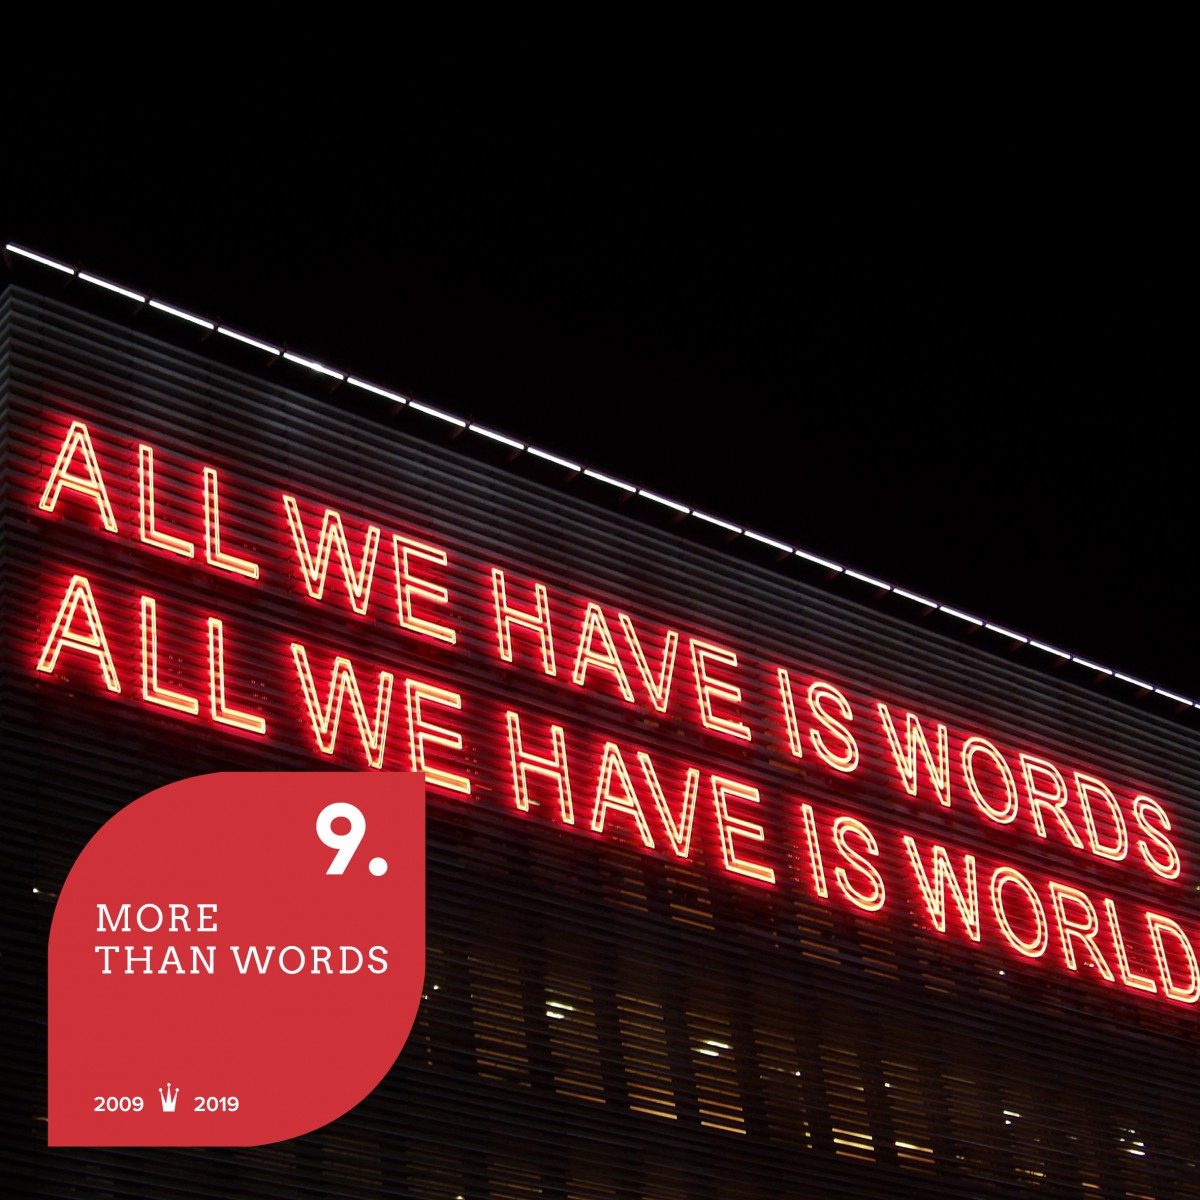 ALL WE HAVE IS WORDS
ALL WE HAVE IS WORLD
9.
MORE
THAN WORDS
2009 2019